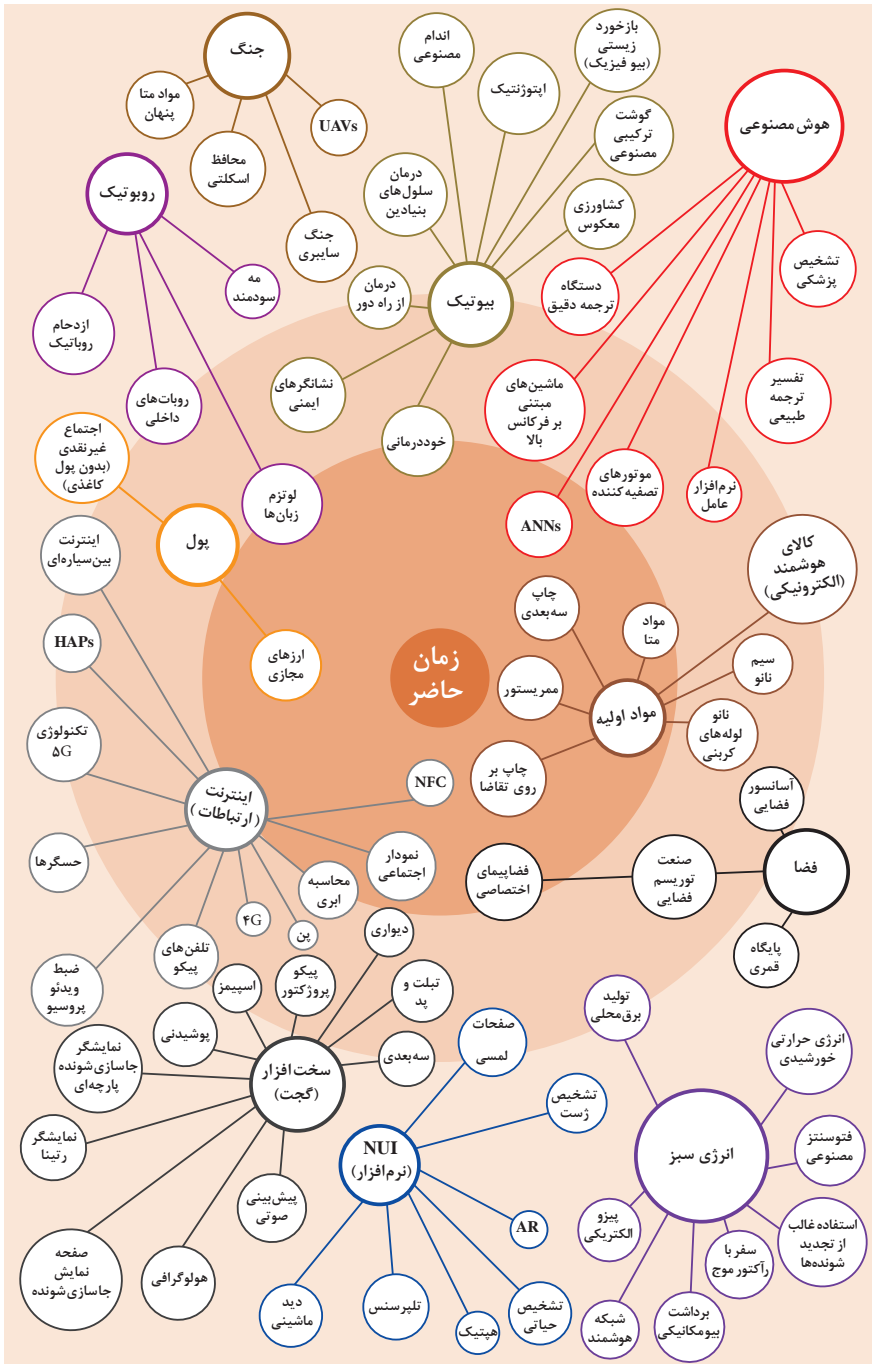 جنگ
مواد متا
پنهان
محافظ
اسکلتی
جنگ
سایبری
UAVs
روبوتیک
ازدحام
روباتیک
روبات‌های
داخلی
لوتزم
زبان‌ها
مه
سودمند
بیوتیک
اندام
مصنوعی
اپتوژنتیک
بازخورد
زیستی
(بیو فیزیک)
گوشت
ترکیبی
مصنوعی
کشاورزی
معکوس
درمان
سلول‌های
بنیادین
درمان
از راه دور
نشانگرهای
ایمنی
خوددرمانی
هوش مصنوعی
تشخیص
پزشکی
تفسیر
ترجمه
طبیعی
نرم‌افزار
عامل
موتورهای
تصفیه‌کننده
ANNs
ماشین‌های
مبتنی
بر فرکانس
بالا
دستگاه
ترجمه دقیق
اجتماع
غیرنقدی
(بدون پول
کاغذی)
پول
ارزهای
مجازی
زمان
حاضر
مواد اولیه
کالای
هوشمند
(الکترونیکی)
مواد
متا
سیم
نانو
نانو
لوله‌های
کربنی
چاپ
سه‌بعدی
ممریستور
چاپ بر
روی تقاضا
فضا
آسانسور
فضایی
صنعت
توریسم
فضایی
فضاپیمای
اختصاصی
پایگاه
قمری
اینترنت
(ارتباطات)
اینترنت
بین‌سیاره‌ای
HAPs
تکنولوژی
۵G
حسگرها
ضبط
ویدئو
پروسیو
تلفن‌های
پیکو
۴G
پن
محاسبه
ابری
نمودار
اجتماعی
NFC
سخت‌افزار
(گجت)
دیواری
تبلت و
پد
سه‌بعدی
پیکو
پروژکتور
اسپیمز
پوشیدنی
نمایشگر
جاسازی‌شونده
پارچه‌ای
نمایشگر
رتینا
صفحه
نمایش
جاسازی‌شونده
هولوگرافی
پیش‌بینی
صوتی
NUI
(نرم‌افزار)
صفحات
لمسی
تشخیص
ژست
AR
تشخیص
حیاتی
هپتیک
تلپرسنس
دید
ماشینی
انرژی سبز
تولید
برق‌محلی
انرژی حرارتی
خورشیدی
فتوسنتز
مصنوعی
استفاده غالب
از تجدید
شونده‌ها
سفر با
رآکتور موج
برداشت
بیومکانیکی
شبکه
هوشمند
پیزو
الکتریکی